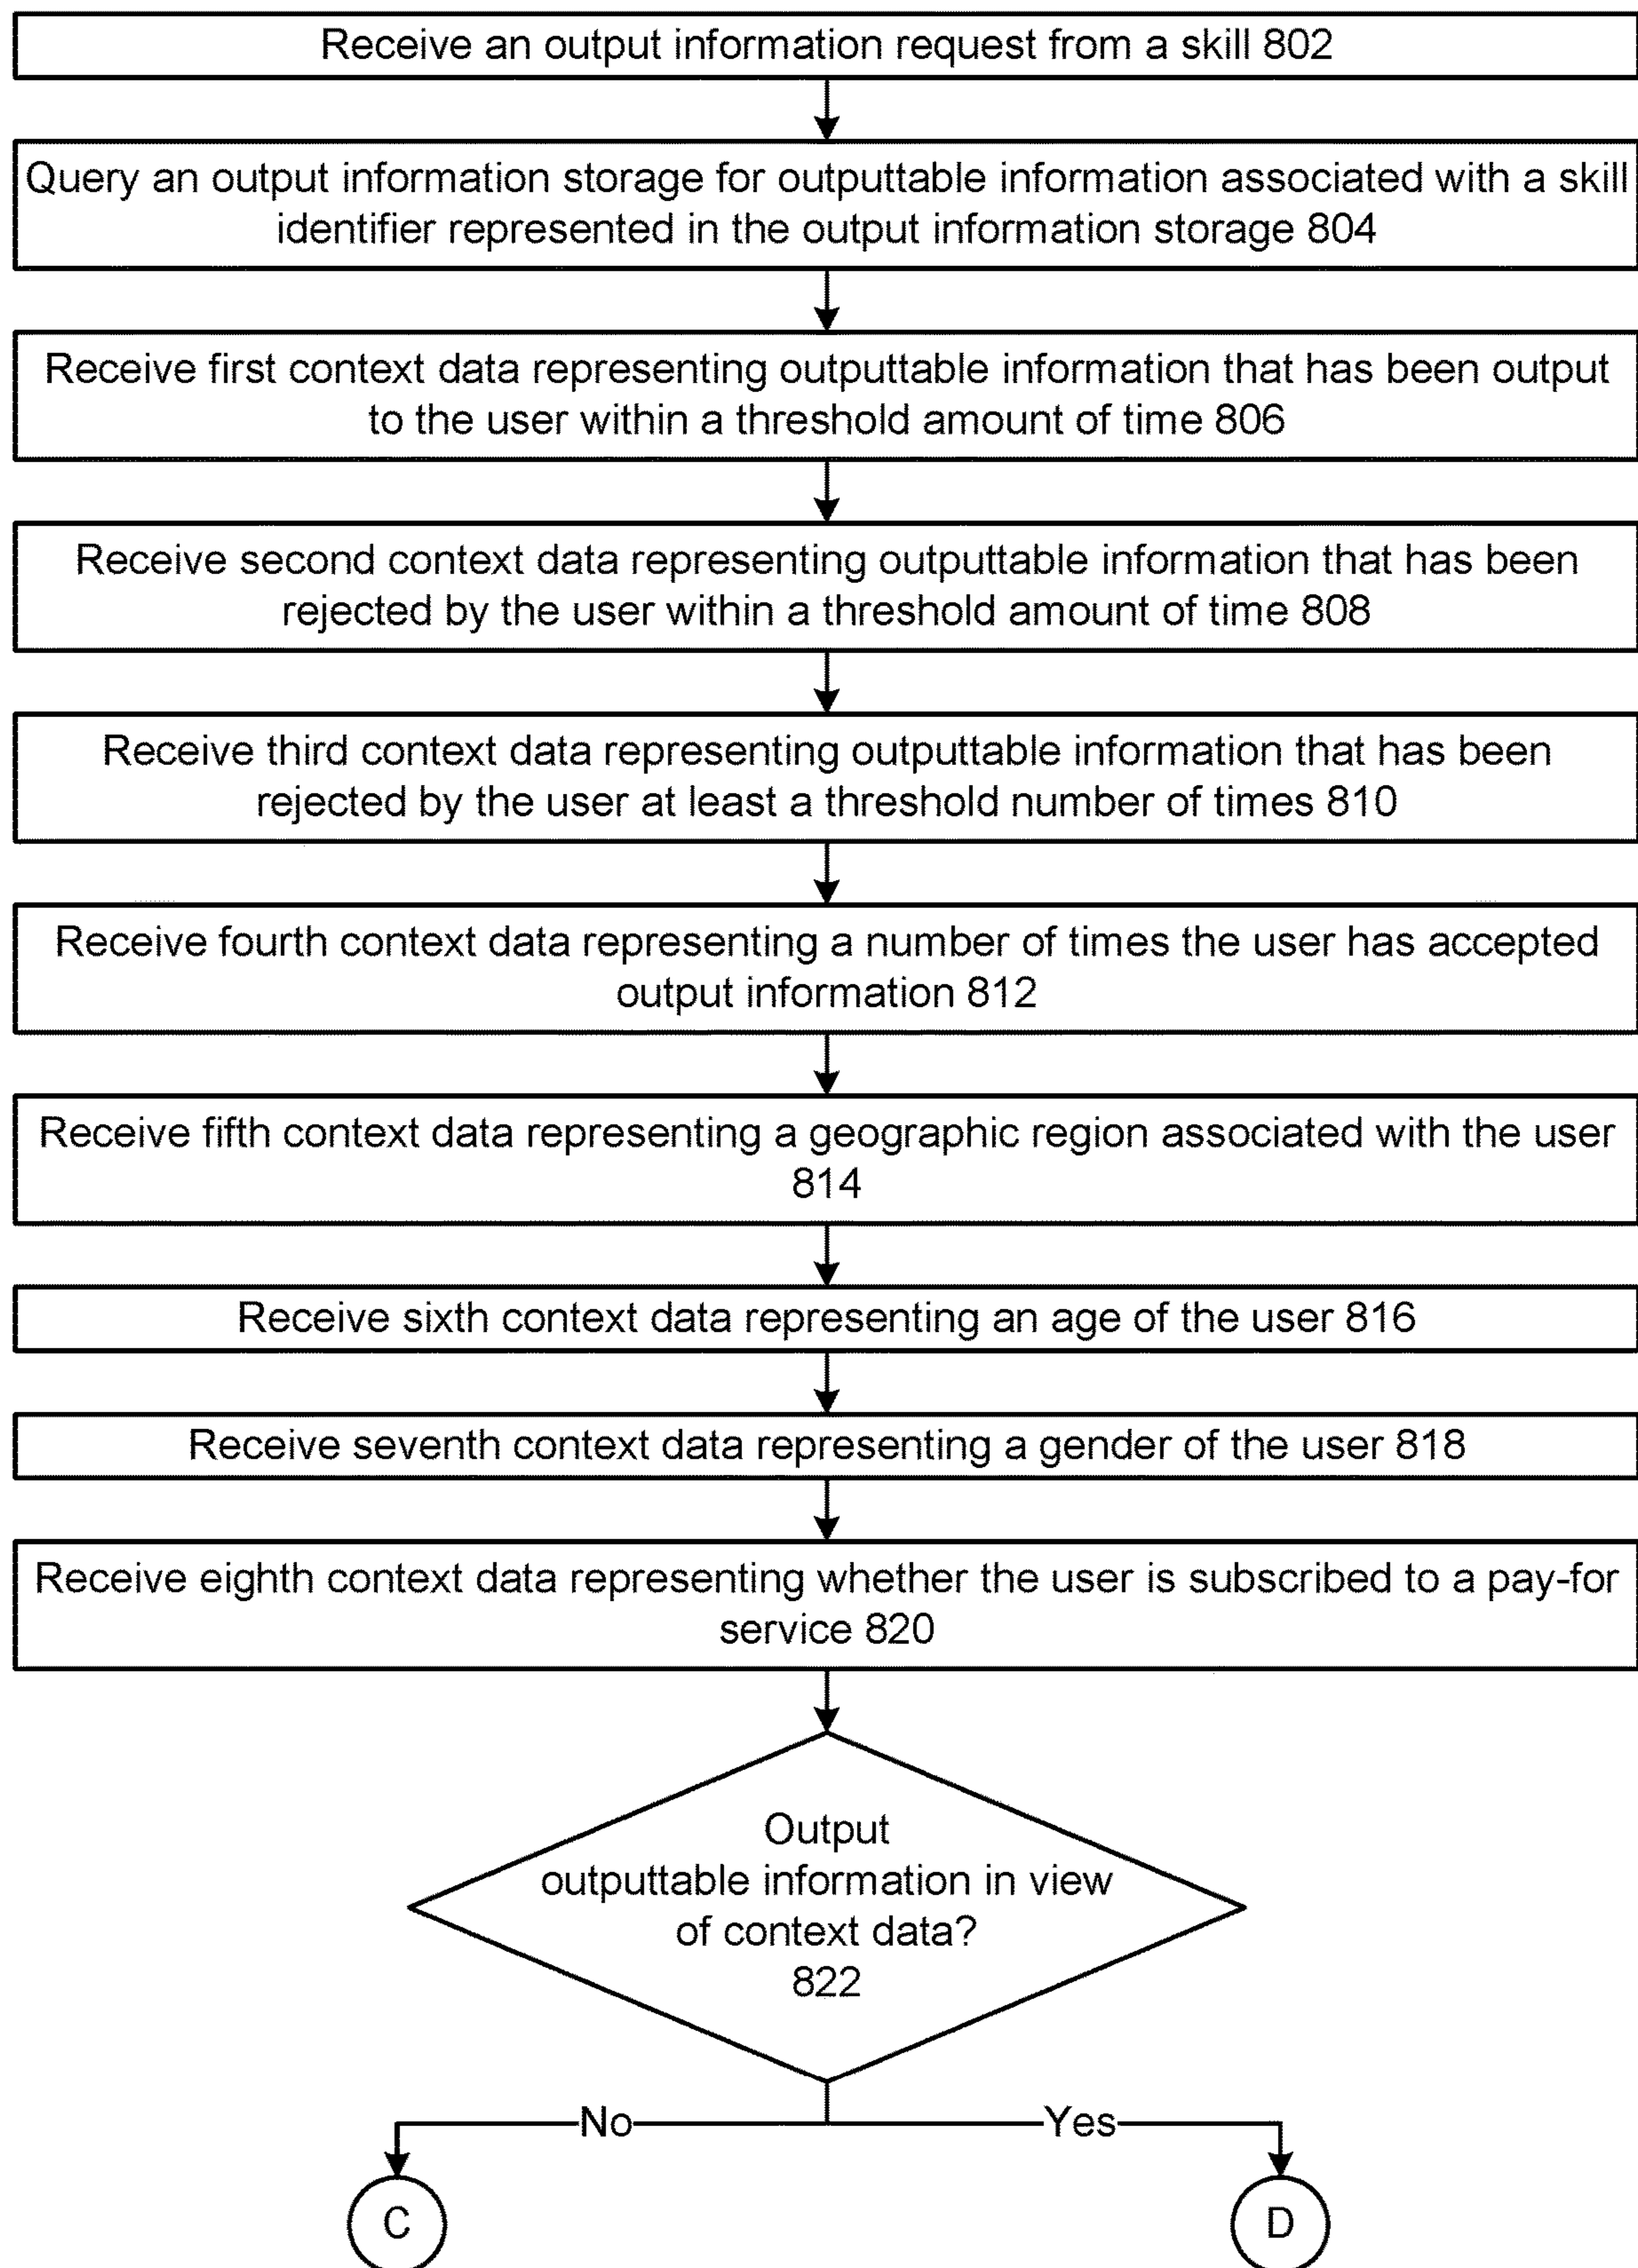 Receive an output information request from a skill 802
Query an output information storage for outputtable information associated with a skill
identifier represented in the output information storage 804
Receive first context data representing outputtable information that has been output
to the user within a threshold amount of time 806
Receive second context data representing outputtable information that has been
rejected by the user within a threshold amount of time 808
Receive third context data representing outputtable information that has been
rejected by the user at least a threshold number of times 810
Receive fourth context data representing a number of times the user has accepted
output information 812
Receive fifth context data representing a geographic region associated with the user
814
Receive sixth context data representing an age of the user 816
Receive seventh context data representing a gender of the user 818
Receive eighth context data representing whether the user is subscribed to a pay-for
service 820
Output
outputtable information in view
of context data?
822
No
Yes
C
D